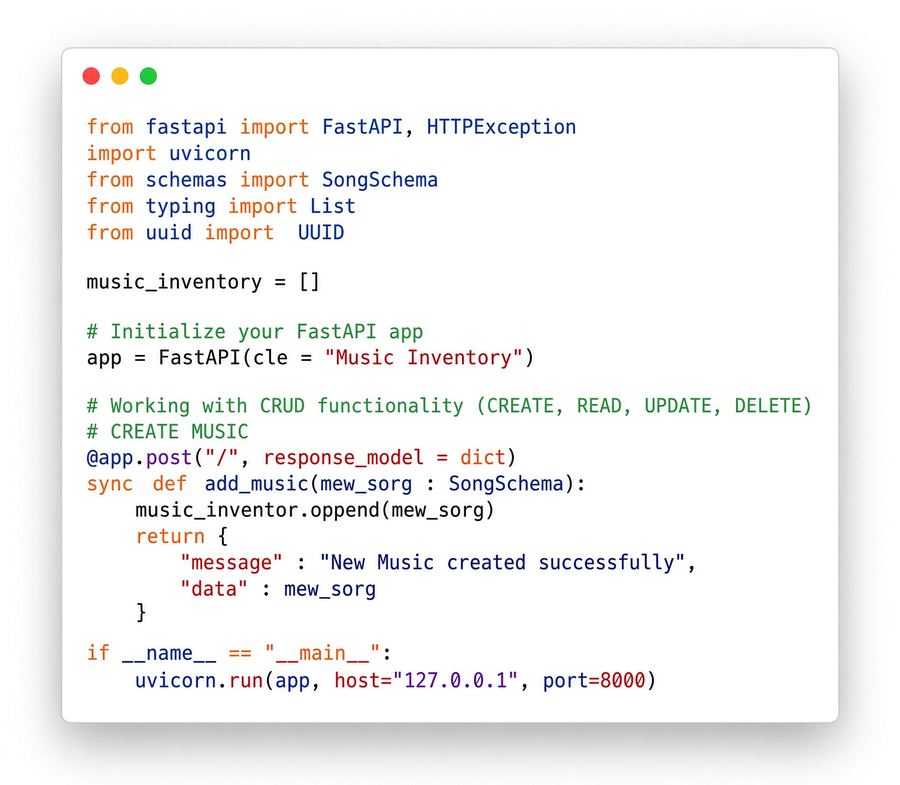 from fastapi import FastAPI, HTTPException
import uvicorn
from schemas import SongSchema
from typing import List
from uuid import  UUID
music_inventory = []
# Initialize your FastAPI app
app = FastAPI(cle = "Music Inventory")
# Working with CRUD functionality (CREATE, READ, UPDATE, DELETE)
# CREATE MUSIC
@app.post("/", response_model = dict)
sync  def  add_music(mew_sorg : SongSchema):
    music_inventor.oppend(mew_sorg)
    return {
        "message" : "New Music created successfully",
        "data" : mew_sorg
    }
if __name__ == "__main__":
    uvicorn.run(app, host="127.0.0.1", port=8000)